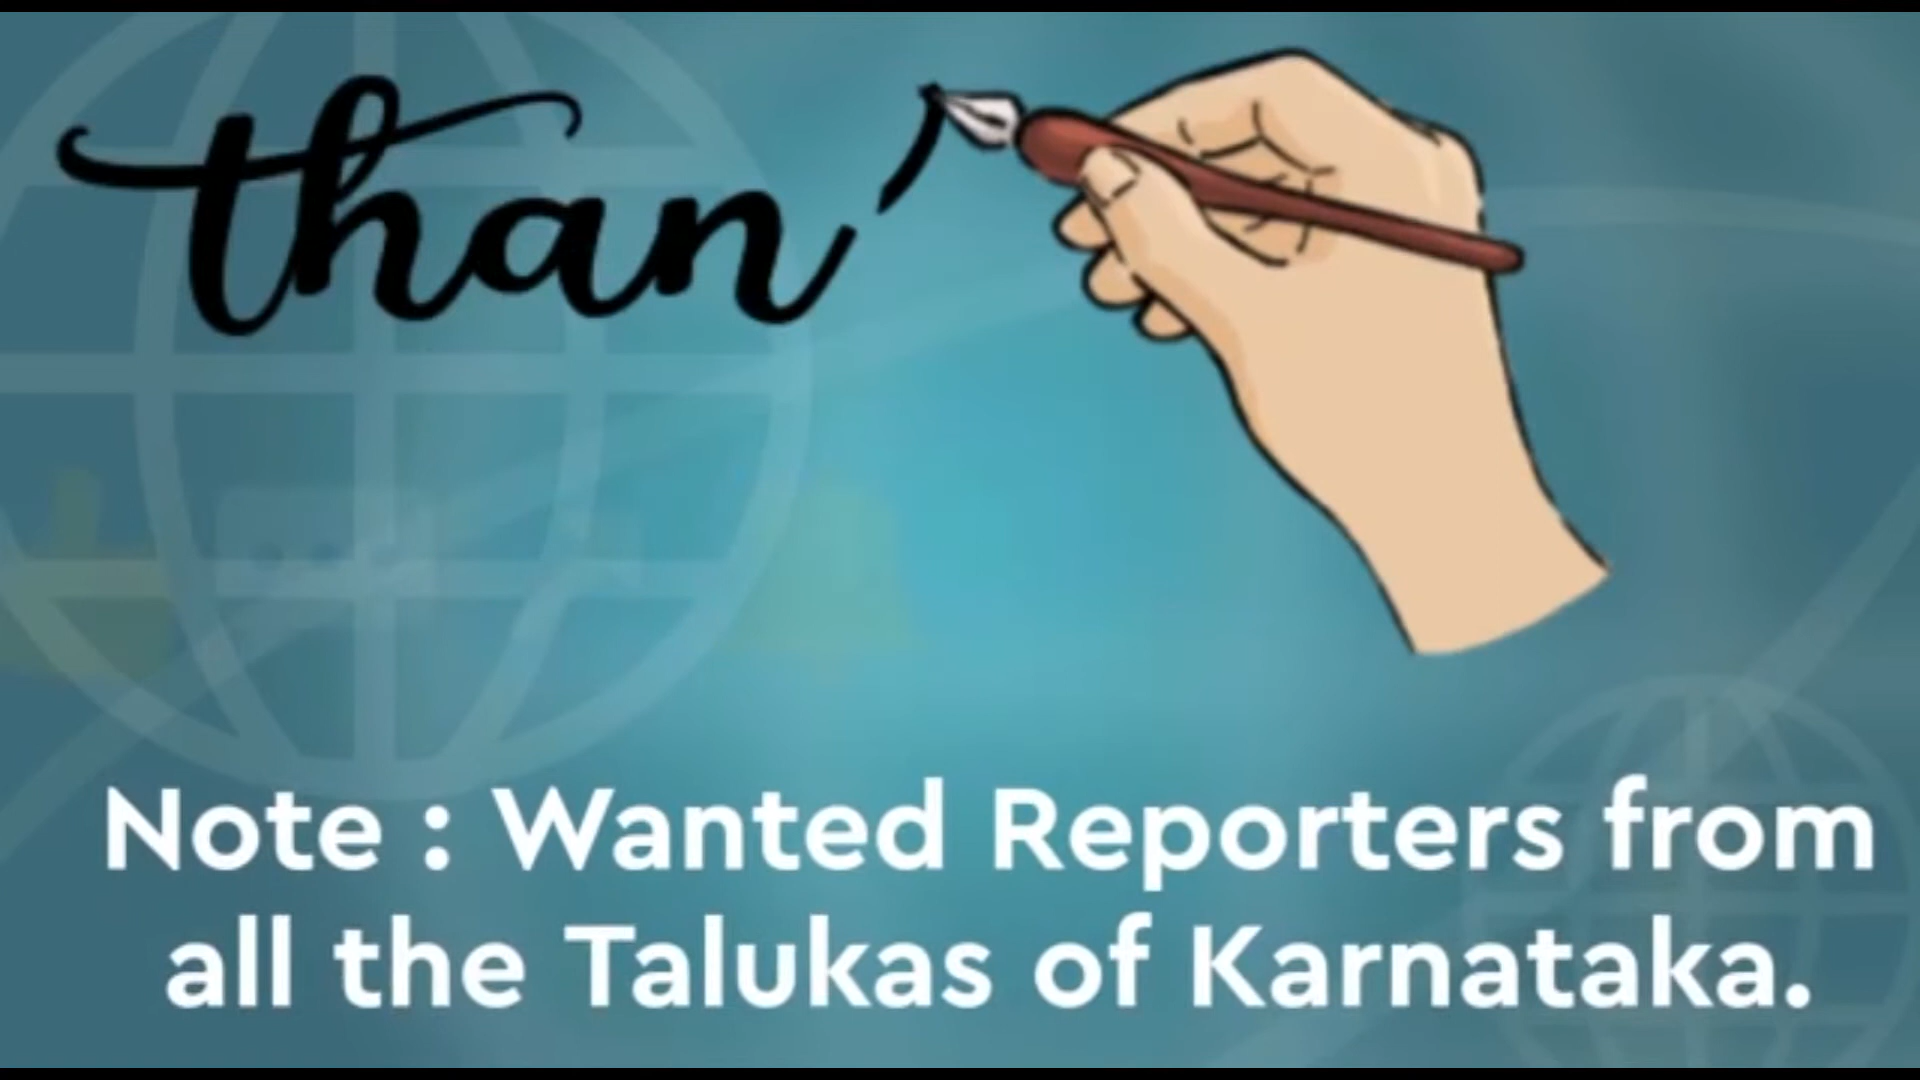 than
Note : Wanted Reporters from
all the Talukas of Karnataka.